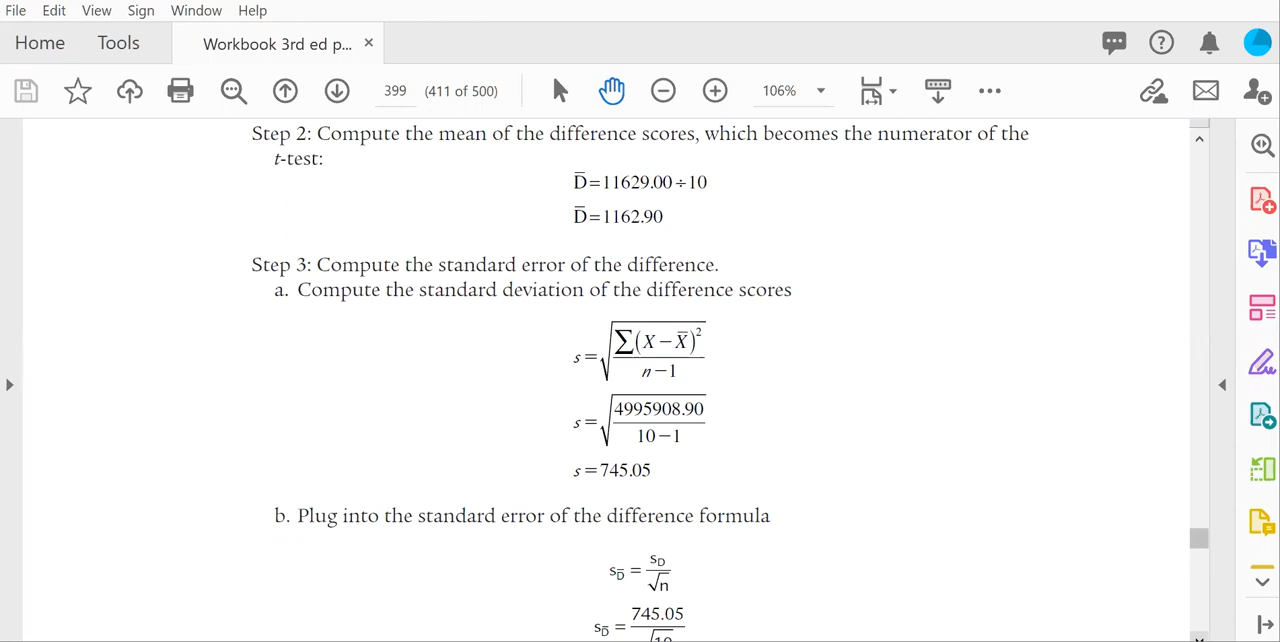 File Edit View Sign Window Help
Home Tools Workbook 3rd ed p... ×
399 (411 of 500) 106%
Step 2: Compute the mean of the difference scores, which becomes the numerator of the
t-test:
D̅=11629.00÷10
D̅=1162.90
Step 3: Compute the standard error of the difference.
a. Compute the standard deviation of the difference scores
s=√(∑(X−X̅)²/n−1)
s=√(4995908.90/10−1)
s=745.05
b. Plug into the standard error of the difference formula
s_D̅ = s_D/√n
s_D̅ = 745.05/√10